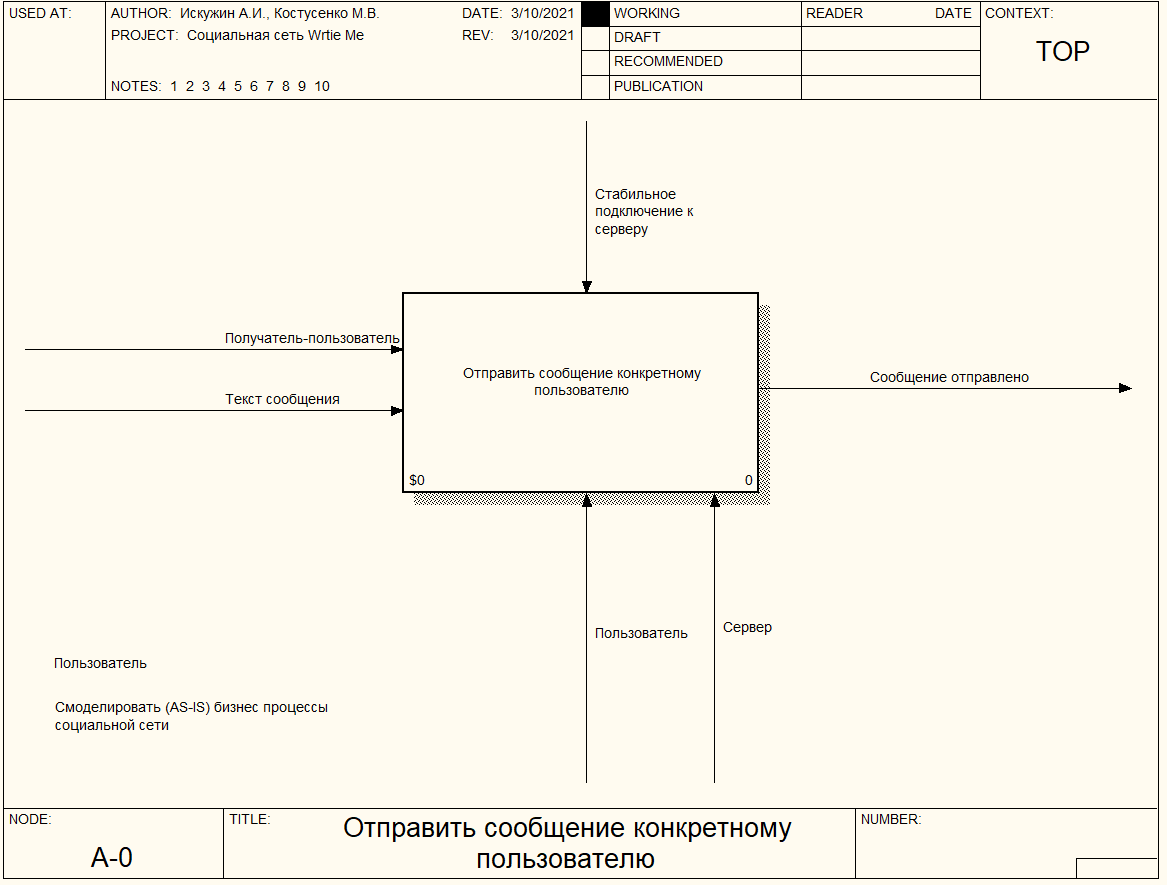 USED AT:
AUTHOR: Искужин А.И., Костусенко М.В.
DATE: 3/10/2021
PROJECT: Социальная сеть Wrtie Me
REV: 3/10/2021
NOTES: 1 2 3 4 5 6 7 8 9 10
WORKING
DRAFT
RECOMMENDED
PUBLICATION
READER DATE
CONTEXT:
TOP
Стабильное
подключение к
серверу
Получатель-пользователь
Текст сообщения
Отправить сообщение конкретному
пользователю
$0 0
Сообщение отправлено
Пользователь
Сервер
Пользователь
Смоделировать (AS-IS) бизнес процессы
социальной сети
NODE:
A-0
TITLE:
Отправить сообщение конкретному
пользователю
NUMBER: